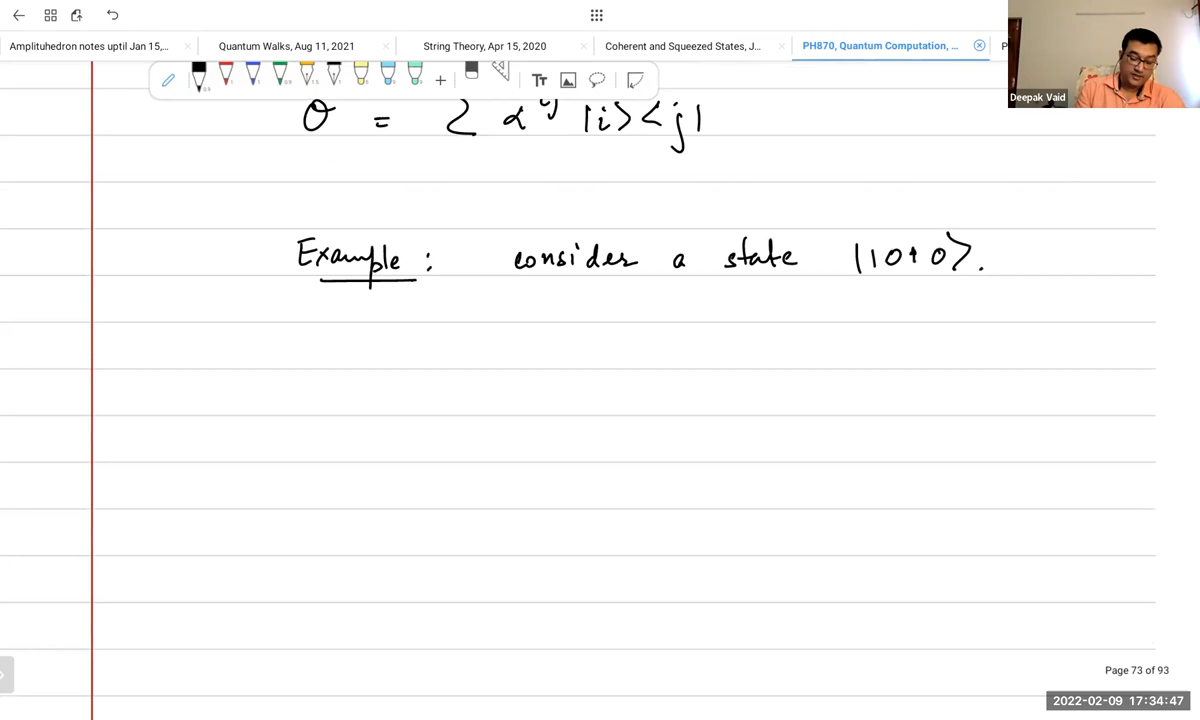 Amplituhedron notes uptil Jan 15,...
Quantum Walks, Aug 11, 2021
String Theory, Apr 15, 2020
Coherent and Squeezed States, J...
PH870, Quantum Computation, ...
P
Tт
Deepak Vaid
O = Σ α^ij |i><j|
Example: consider a state |1010>.
Page 73 of 93
2022-02-09 17:34:47